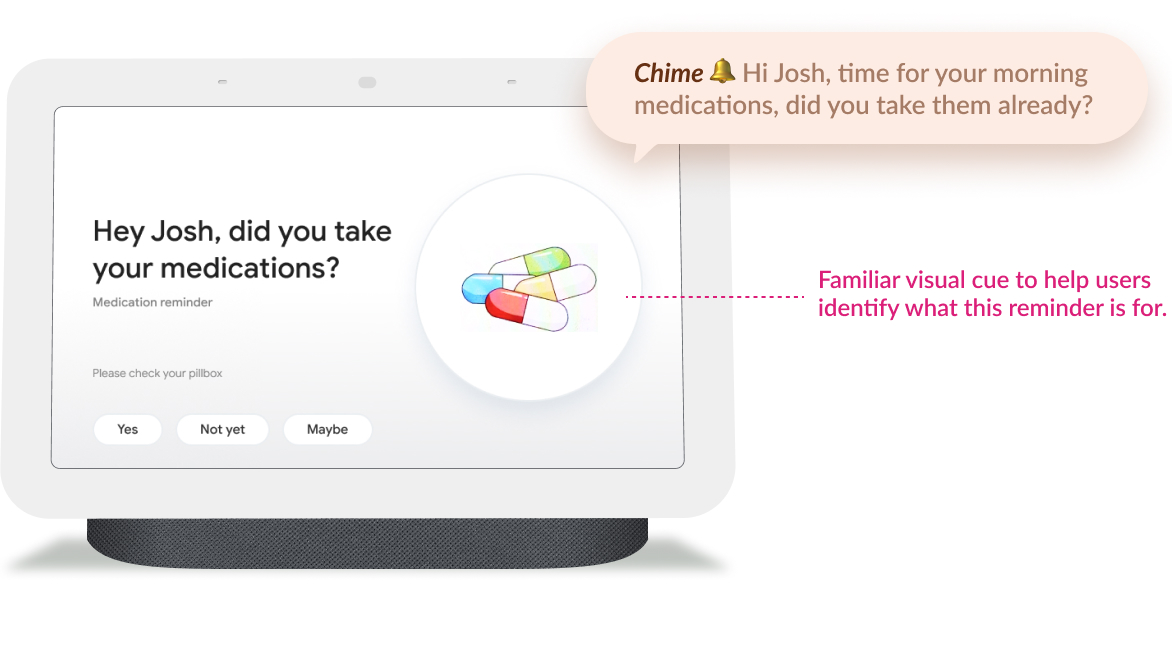 Chime 🔔 Hi Josh, time for your morning
medications, did you take them already?
Hey Josh, did you take
your medications?
Medication reminder
Please check your pillbox
Yes
Not yet
Maybe
Familiar visual cue to help users
identify what this reminder is for.